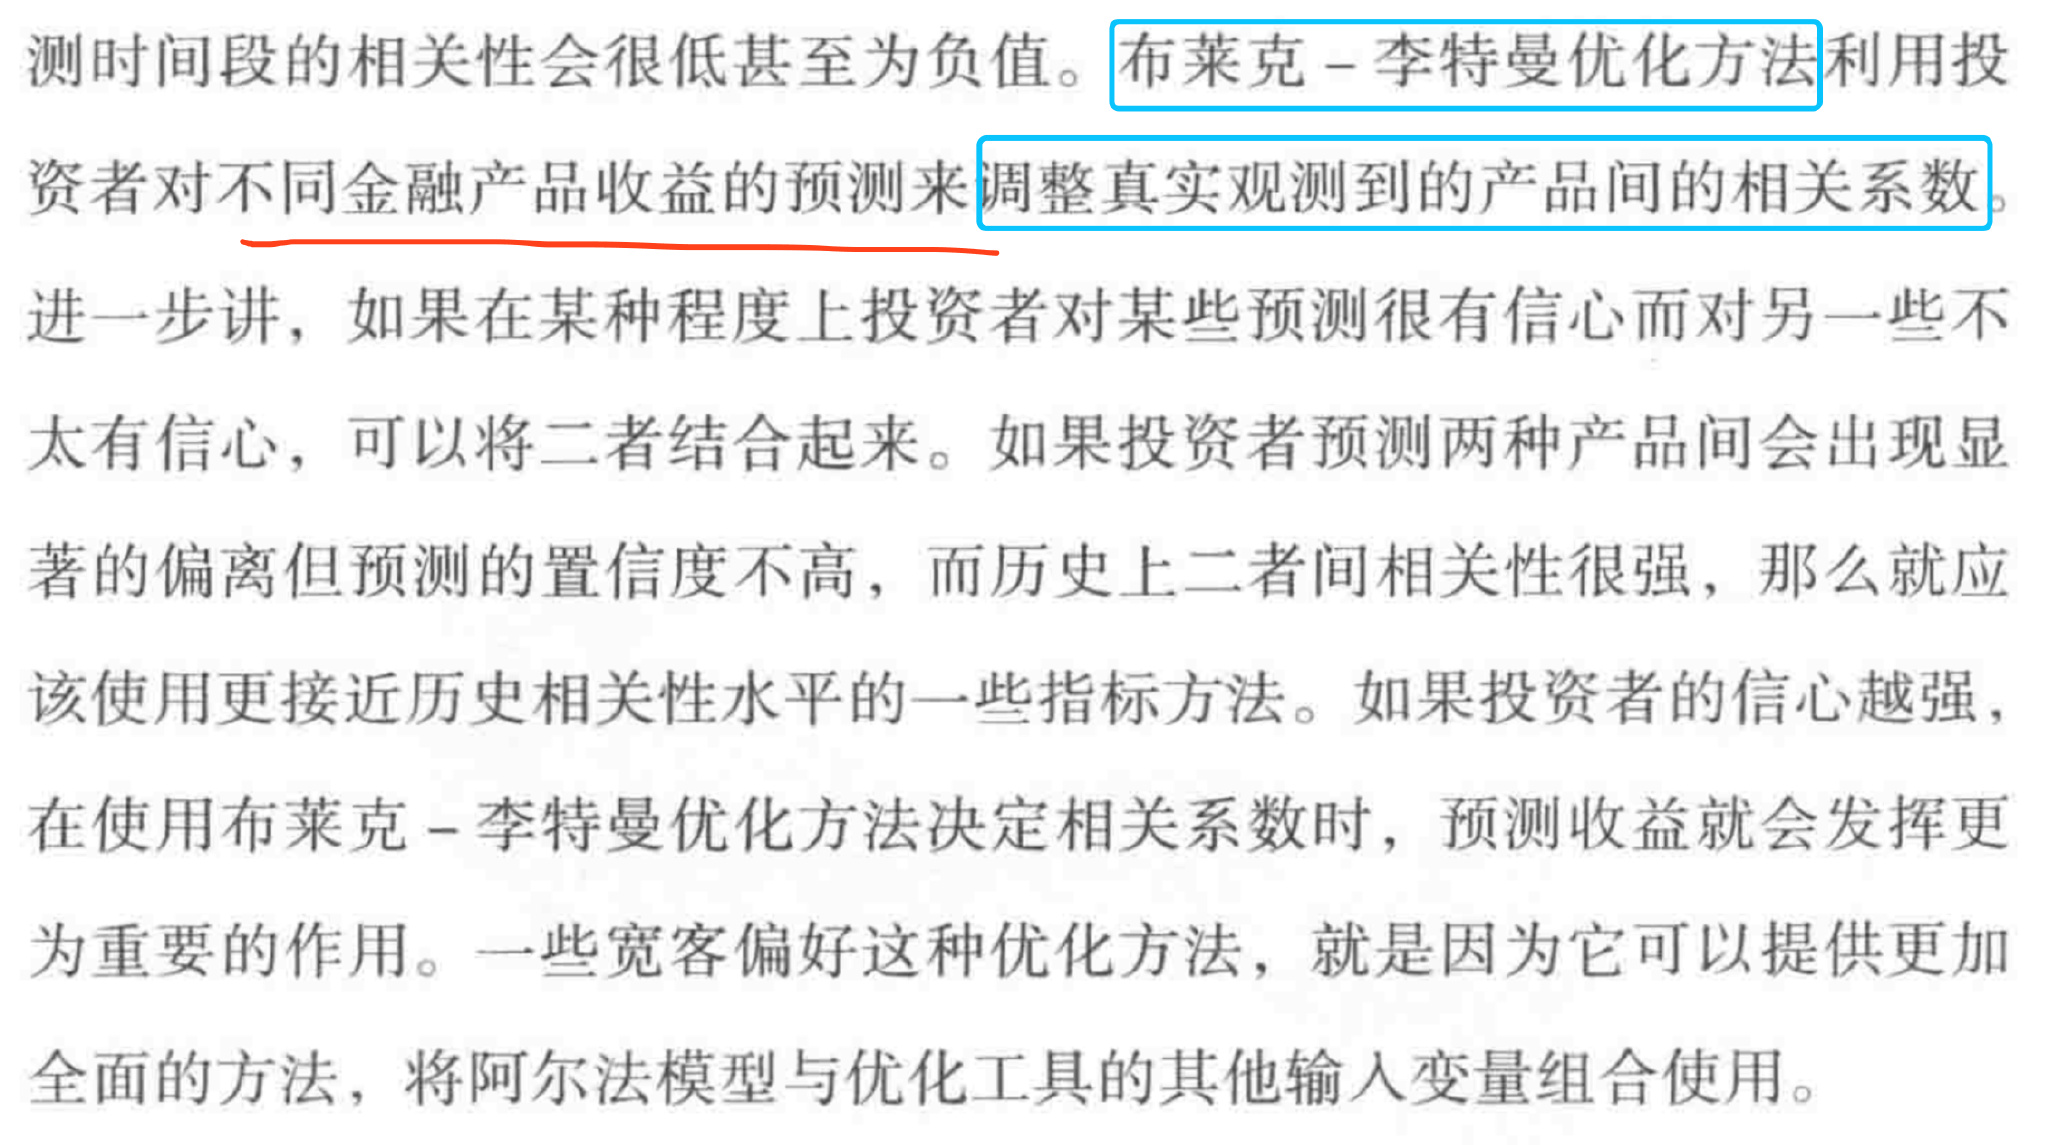 测时间段的相关性会很低甚至为负值。布莱克－李特曼优化方法利用投
资者对不同金融产品收益的预测来调整真实观测到的产品间的相关系数。
进一步讲，如果在某种程度上投资者对某些预测很有信心而对另一些不
太有信心，可以将二者结合起来。如果投资者预测两种产品间会出现显
著的偏离但预测的置信度不高，而历史上二者间相关性很强，那么就应
该使用更接近历史相关性水平的一些指标方法。如果投资者的信心越强，
在使用布莱克－李特曼优化方法决定相关系数时，预测收益就会发挥更
为重要的作用。一些宽客偏好这种优化方法，就是因为它可以提供更加
全面的方法，将阿尔法模型与优化工具的其他输入变量组合使用。